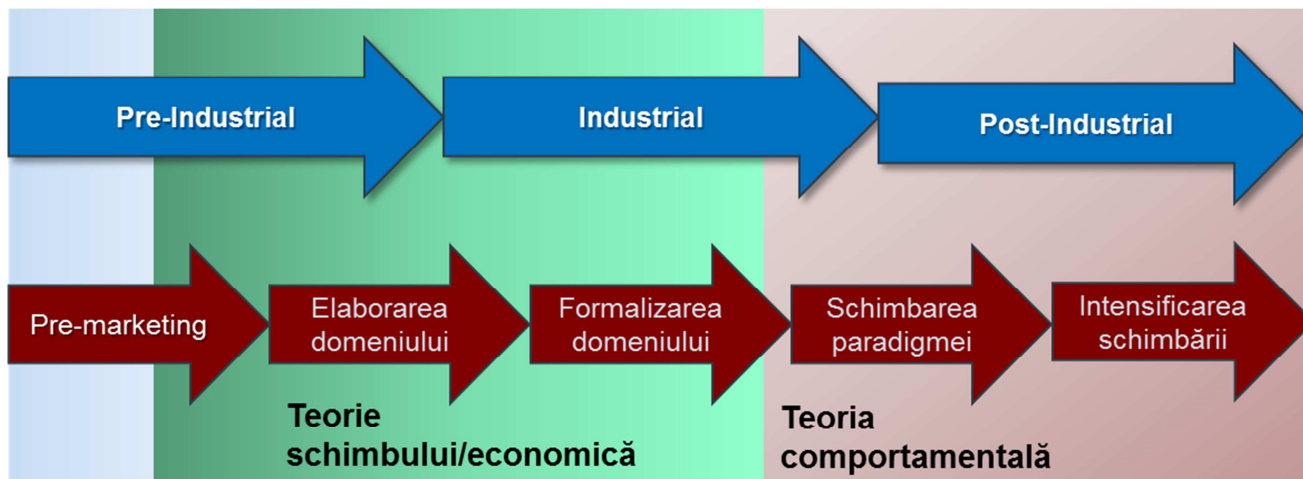 Pre-Industrial
Industrial
Post-Industrial
Pre-marketing
Elaborarea
domeniului
Formalizarea
domeniului
Schimbarea
paradigmei
Intensificarea
schimbării
Teorie
schimbului/economică
Teoria
comportamentală